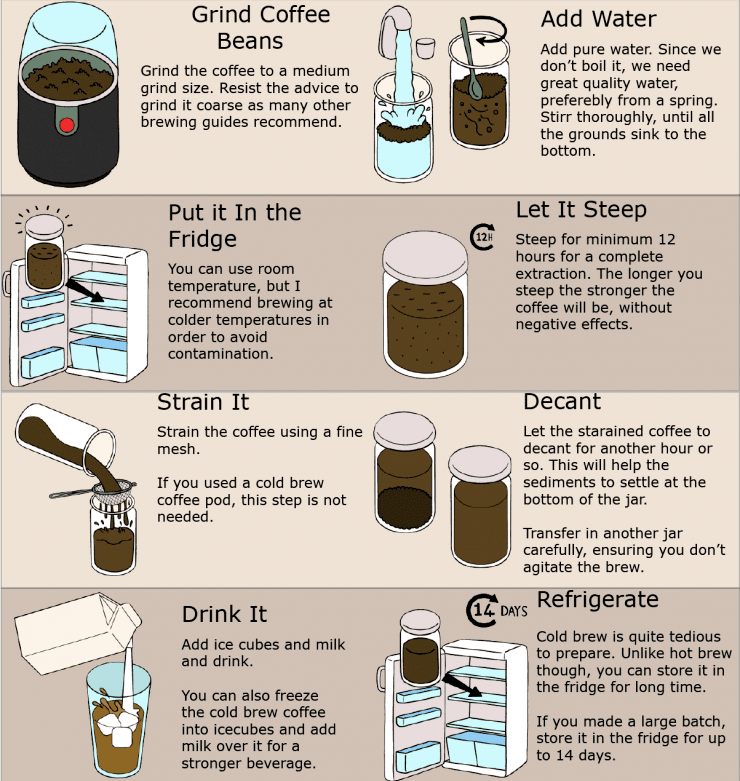 Grind Coffee
Beans
Grind the coffee to a medium
grind size. Resist the advice to
grind it coarse as many other
brewing guides recommend.
Add Water
Add pure water. Since we
don’t boil it, we need
great quality water,
preferebly from a spring.
Stirr thoroughly, until all
the grounds sink to the
bottom.
Put it In the
Fridge
You can use room
temperature, but I
recommend brewing at
colder temperatures in
order to avoid
contamination.
12H
Let It Steep
Steep for minimum 12
hours for a complete
extraction. The longer you
steep the stronger the
coffee will be, without
negative effects.
Strain It
Strain the coffee using a fine
mesh.
If you used a cold brew
coffee pod, this step is not
needed.
Decant
Let the starained coffee to
decant for another hour or
so. This will help the
sediments to settle at the
bottom of the jar.
Transfer in another jar
carefully, ensuring you don’t
agitate the brew.
Drink It
Add ice cubes and milk
and drink.
You can also freeze
the cold brew coffee
into icecubes and add
milk over it for a
stronger beverage.
14 DAYS
Refrigerate
Cold brew is quite tedious
to prepare. Unlike hot brew
though, you can store it in
the fridge for long time.
If you made a large batch,
store it in the fridge for up
to 14 days.